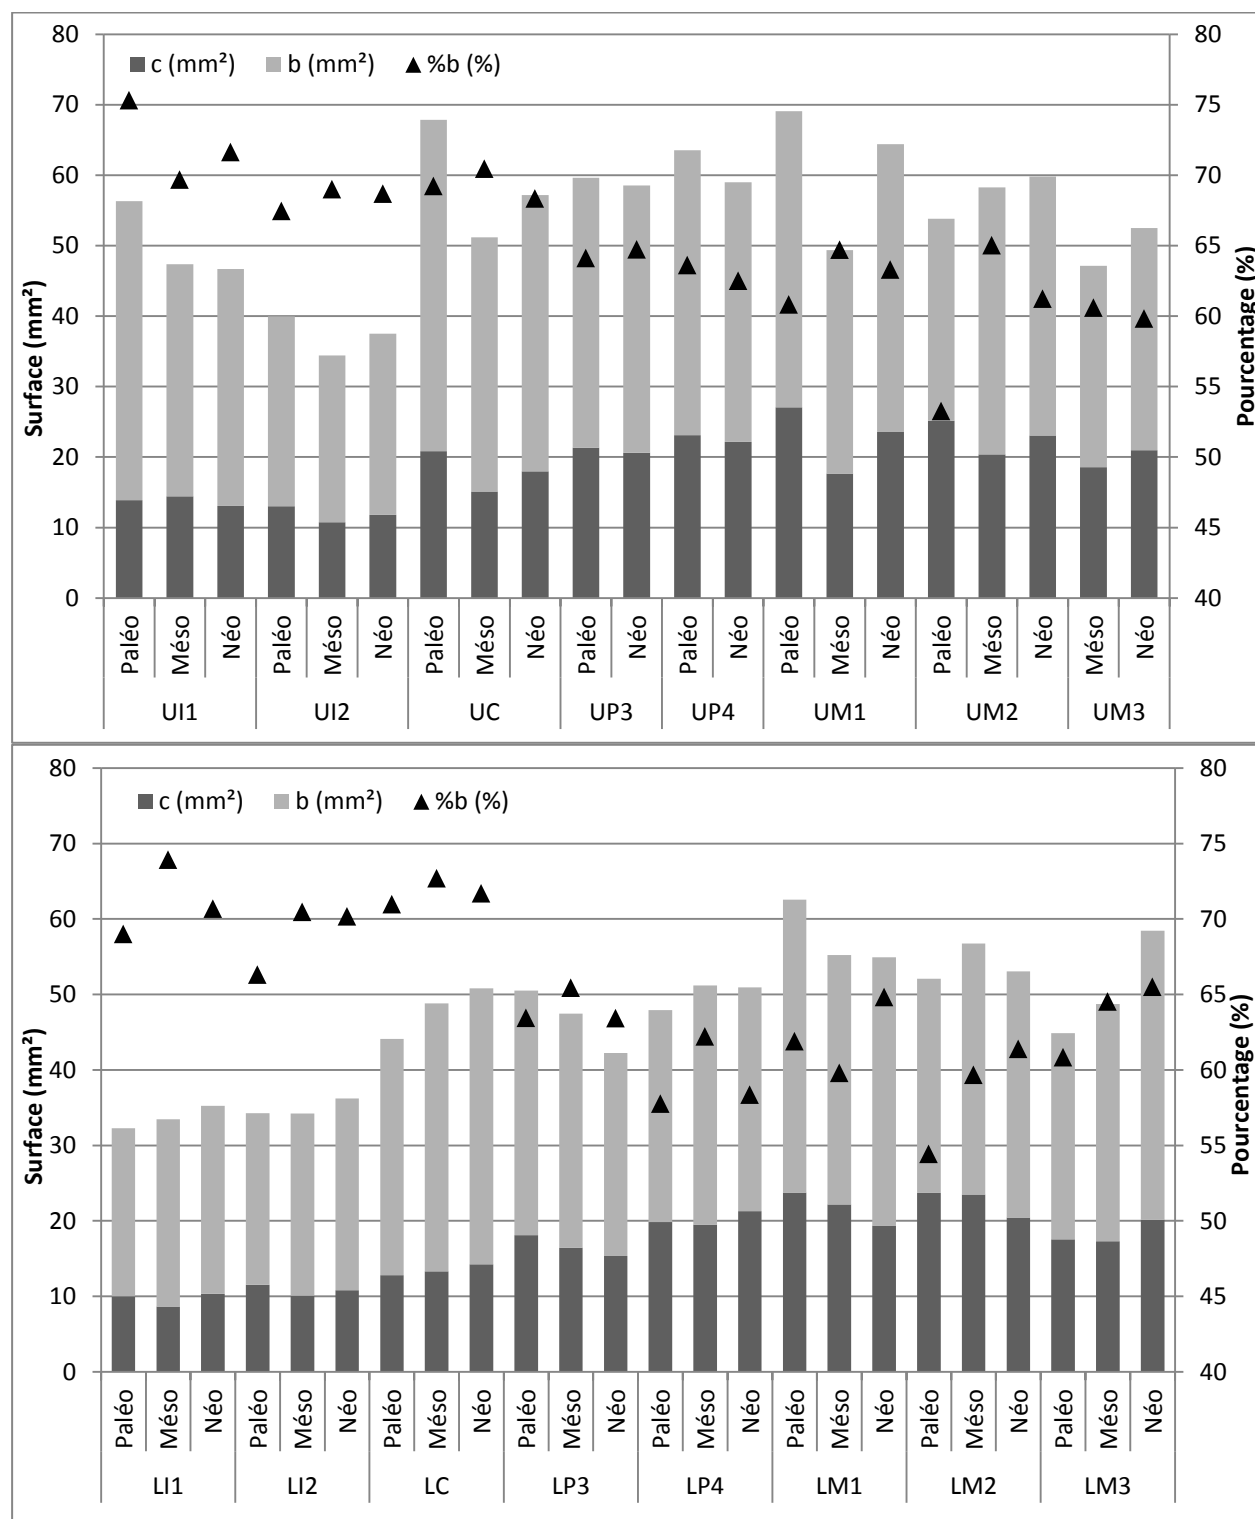 80 80
c (mm²) b (mm²) %b (%)
70 75
60 70
50 65
40 60
30 55
20 50
10 45
0 40
Surface (mm²)
Pourcentage (%)
Paléo Méso Néo Paléo Méso Néo Paléo Méso Néo Paléo Néo Paléo Néo Paléo Méso Néo Paléo Méso Néo Méso Néo
UI1 UI2 UC UP3 UP4 UM1 UM2 UM3
80 80
c (mm²) b (mm²) %b (%)
70 75
60 70
50 65
40 60
30 55
20 50
10 45
0 40
Surface (mm²)
Pourcentage (%)
Paléo Méso Néo Paléo Méso Néo Paléo Méso Néo Paléo Méso Néo Paléo Méso Néo Paléo Méso Néo Paléo Méso Néo Paléo Méso Néo
LI1 LI2 LC LP3 LP4 LM1 LM2 LM3